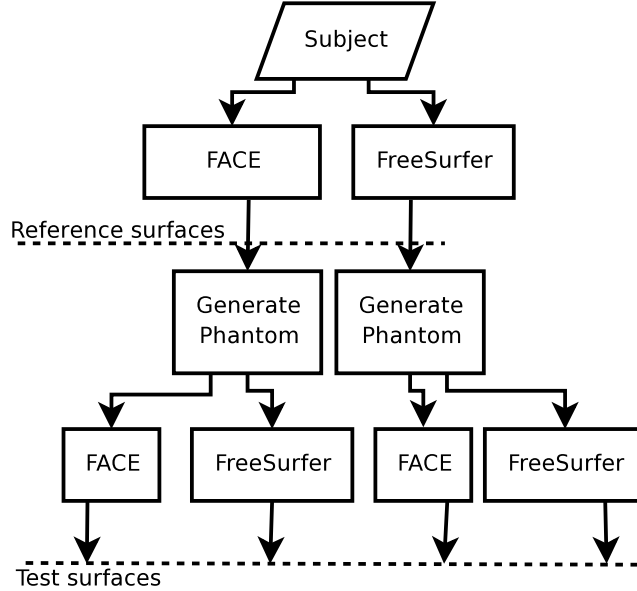 Subject
FACE
FreeSurfer
Reference surfaces
Generate
Phantom
Generate
Phantom
FACE
FreeSurfer
FACE
FreeSurfer
Test surfaces